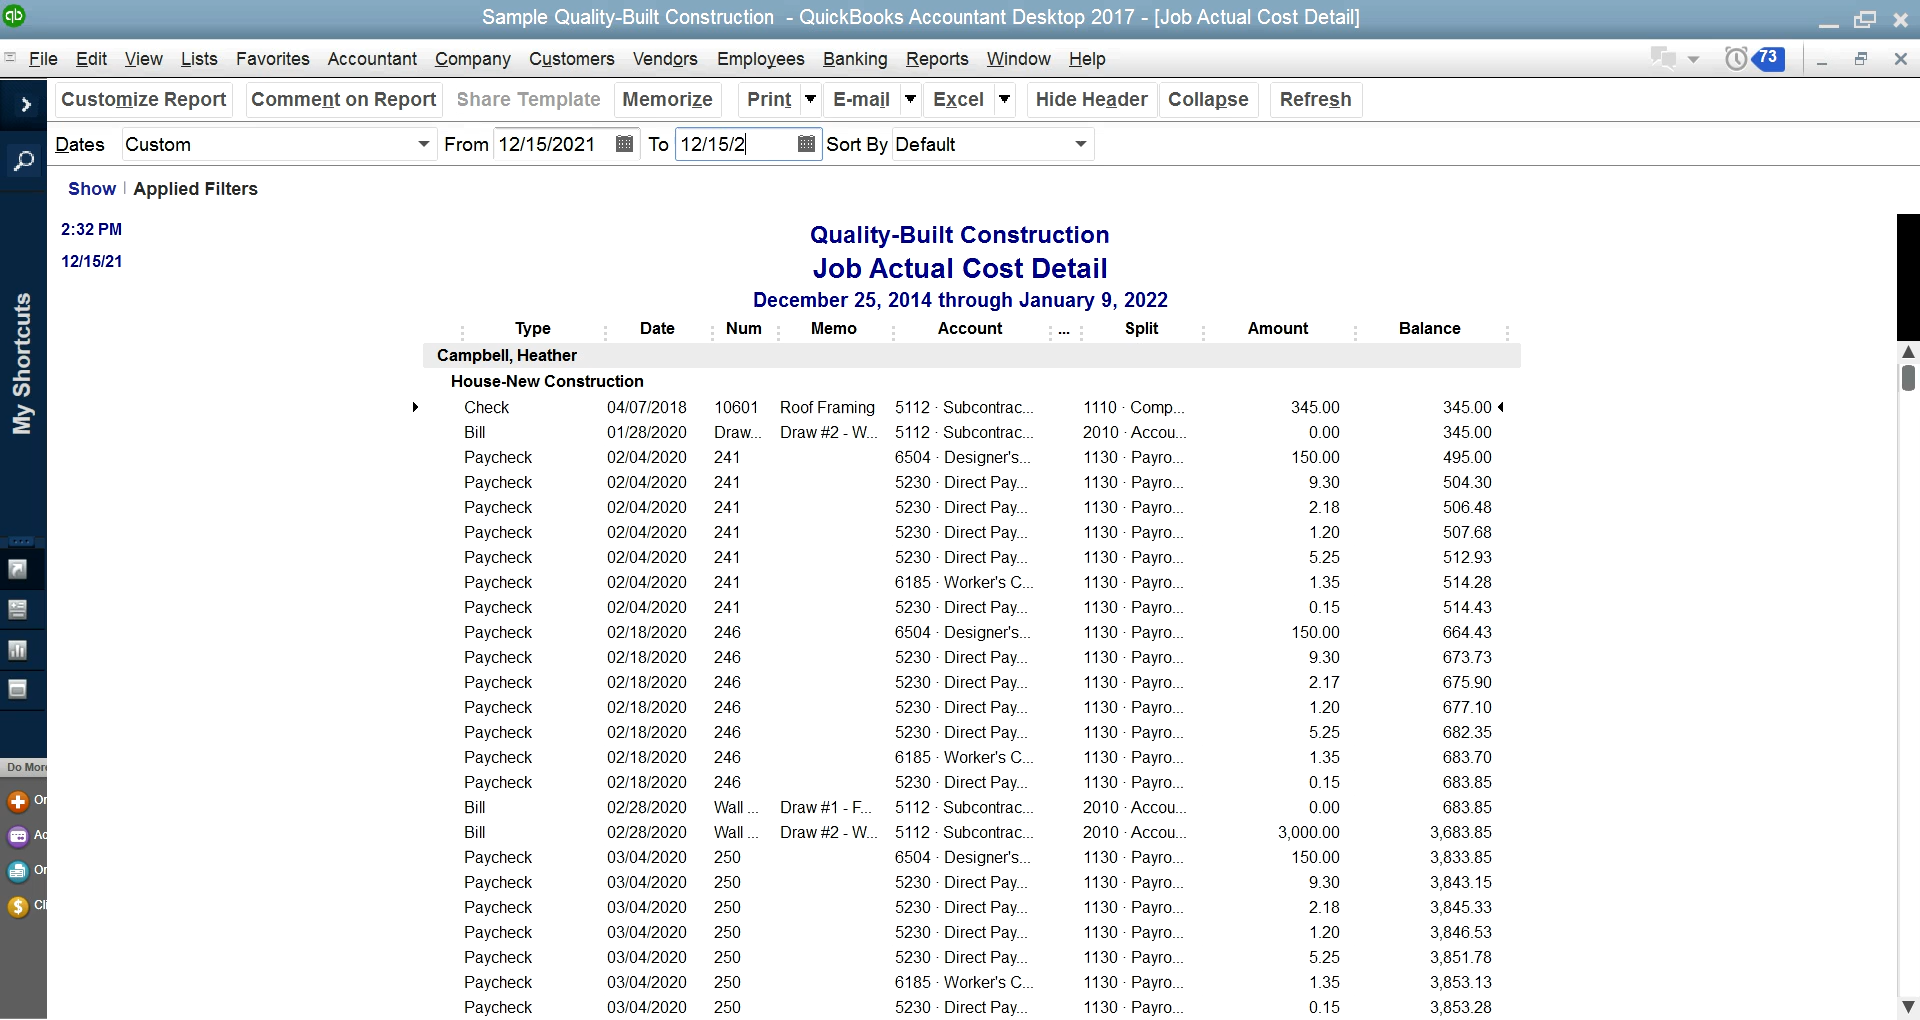 qb
Sample Quality-Built Construction - QuickBooks Accountant Desktop 2017 - [Job Actual Cost Detail]
File Edit View Lists Favorites Accountant Company Customers Vendors Employees Banking Reports Window Help 73
Customize Report Comment on Report Share Template Memorize Print E-mail Excel Hide Header Collapse Refresh
Dates Custom From 12/15/2021 To 12/15/2 Sort By Default
Show Applied Filters
2:32 PM
12/15/21
My Shortcuts
Quality-Built Construction
Job Actual Cost Detail
December 25, 2014 through January 9, 2022
Type Date Num Memo Account ... Split Amount Balance
Campbell, Heather
House-New Construction
Check 04/07/2018 10601 Roof Framing 5112 · Subcontrac... 1110 · Comp... 345.00 345.00
Bill 01/28/2020 Draw... Draw #2 - W... 5112 · Subcontrac... 2010 · Accou... 0.00 345.00
Paycheck 02/04/2020 241 6504 · Designer's... 1130 · Payro... 150.00 495.00
Paycheck 02/04/2020 241 5230 · Direct Pay... 1130 · Payro... 9.30 504.30
Paycheck 02/04/2020 241 5230 · Direct Pay... 1130 · Payro... 2.18 506.48
Paycheck 02/04/2020 241 5230 · Direct Pay... 1130 · Payro... 1.20 507.68
Paycheck 02/04/2020 241 5230 · Direct Pay... 1130 · Payro... 5.25 512.93
Paycheck 02/04/2020 241 6185 · Worker's C... 1130 · Payro... 1.35 514.28
Paycheck 02/04/2020 241 5230 · Direct Pay... 1130 · Payro... 0.15 514.43
Paycheck 02/18/2020 246 6504 · Designer's... 1130 · Payro... 150.00 664.43
Paycheck 02/18/2020 246 5230 · Direct Pay... 1130 · Payro... 9.30 673.73
Paycheck 02/18/2020 246 5230 · Direct Pay... 1130 · Payro... 2.17 675.90
Paycheck 02/18/2020 246 5230 · Direct Pay... 1130 · Payro... 1.20 677.10
Paycheck 02/18/2020 246 5230 · Direct Pay... 1130 · Payro... 5.25 682.35
Paycheck 02/18/2020 246 6185 · Worker's C... 1130 · Payro... 1.35 683.70
Paycheck 02/18/2020 246 5230 · Direct Pay... 1130 · Payro... 0.15 683.85
Bill 02/28/2020 Wall ... Draw #1 - F... 5112 · Subcontrac... 2010 · Accou... 0.00 683.85
Bill 02/28/2020 Wall ... Draw #2 - W... 5112 · Subcontrac... 2010 · Accou... 3,000.00 3,683.85
Paycheck 03/04/2020 250 6504 · Designer's... 1130 · Payro... 150.00 3,833.85
Paycheck 03/04/2020 250 5230 · Direct Pay... 1130 · Payro... 9.30 3,843.15
Paycheck 03/04/2020 250 5230 · Direct Pay... 1130 · Payro... 2.18 3,845.33
Paycheck 03/04/2020 250 5230 · Direct Pay... 1130 · Payro... 1.20 3,846.53
Paycheck 03/04/2020 250 5230 · Direct Pay... 1130 · Payro... 5.25 3,851.78
Paycheck 03/04/2020 250 6185 · Worker's C... 1130 · Payro... 1.35 3,853.13
Paycheck 03/04/2020 250 5230 · Direct Pay... 1130 · Payro... 0.15 3,853.28
Do More
Or
Ac
Or
Cli